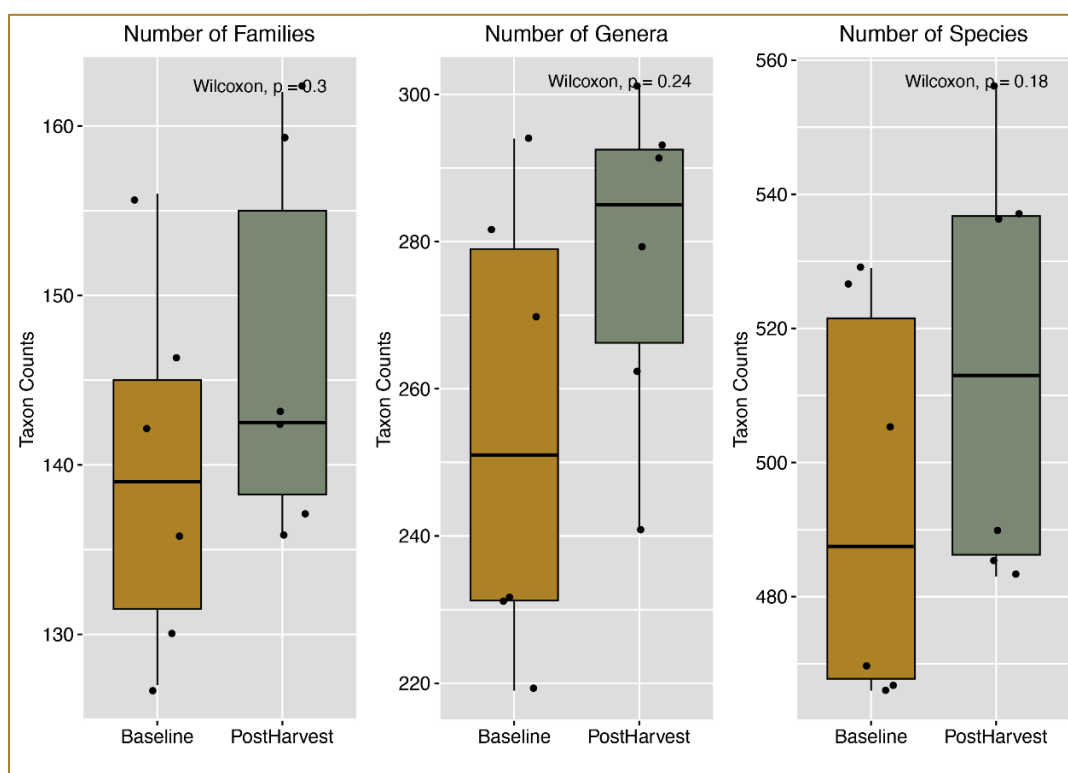 Number of Families
Number of Genera
Number of Species
Wilcoxon, p = 0.3
Wilcoxon, p = 0.24
Wilcoxon, p = 0.18
Taxon Counts
160
150
140
130
Baseline
PostHarvest
Taxon Counts
300
280
260
240
220
Baseline
PostHarvest
Taxon Counts
560
540
520
500
480
Baseline
PostHarvest